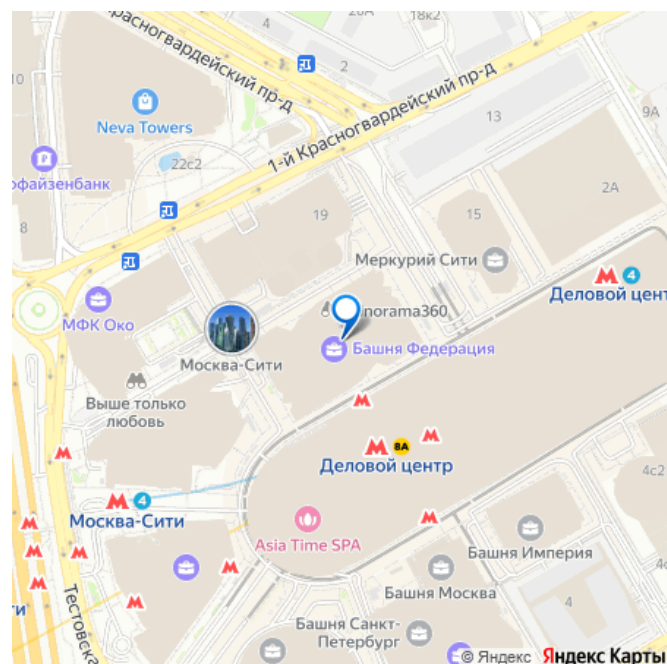 18к2
2
Красногвардейский пр-д
10
Neva Towers
1-й Красногвардейский пр-д
13
9А
22с2
офайзенбанк
2А
8
19
15
Меркурий Сити
4
Деловой цент
МФК Око
norama360
Москва-Сити
Башня Федерация
Выше только
любовь
8А
Деловой центр
4с2
4
Москва-Сити
Asia Time SPA
Башня Империя
Башня Москва
4
Тестовская
Башня Санкт-
Петербург
© Яндекс Яндекс Карты